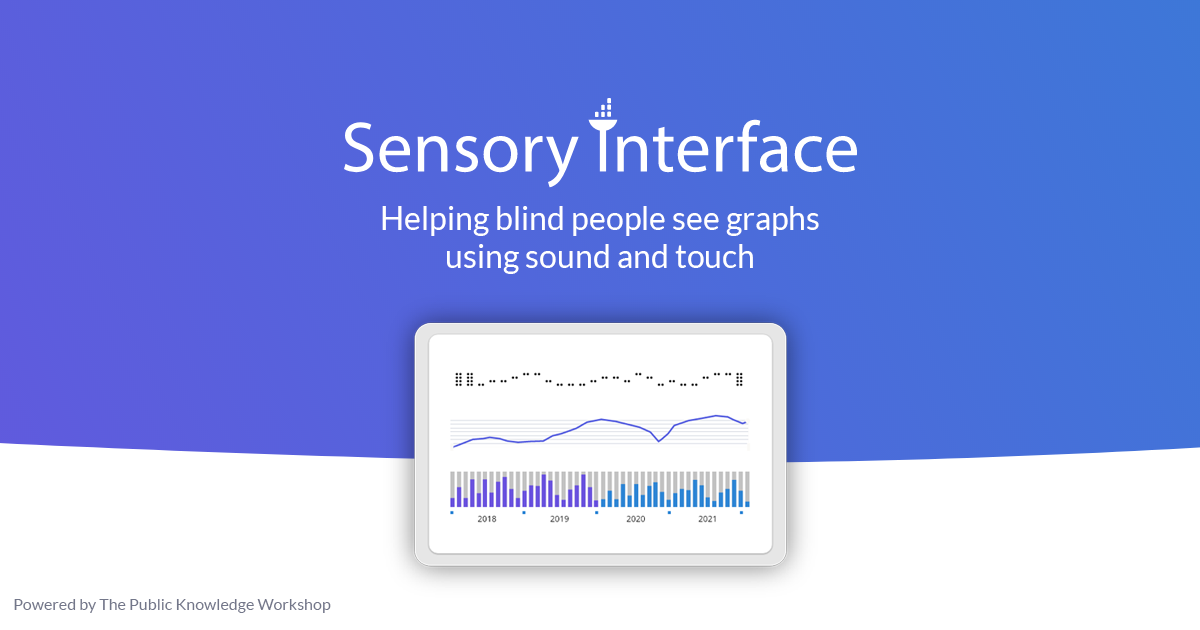 Sensory Interface
Helping blind people see graphs
using sound and touch
2018 2019 2020 2021
Powered by The Public Knowledge Workshop